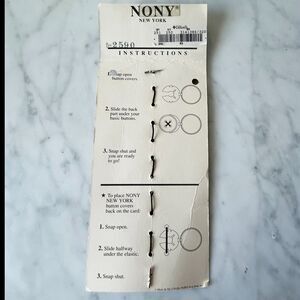 NONY
NEW YORK
2590
INSTRUCTIONS
1. Snap open
button covers
2. Slide the back
part under your
basic buttons.
3. Snap shut and
you are ready
to go!
★ To place NONY
NEW YORK
button covers
back on the card:
1. Snap open.
2. Slide halfway
under the elastic.
3. Snap shut.